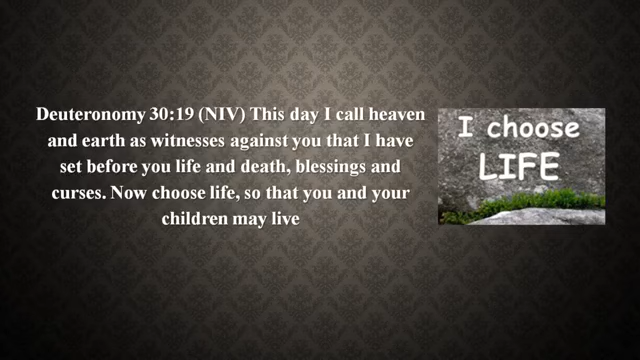 Deuteronomy 30:19 (NIV) This day I call heaven
and earth as witnesses against you that I have
set before you life and death, blessings and
curses. Now choose life, so that you and your
children may live
I choose
LIFE